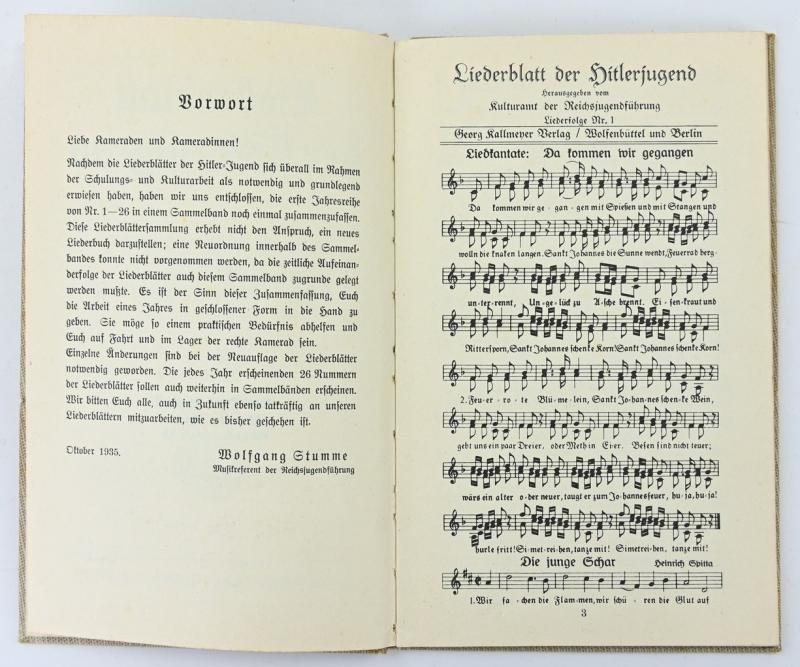 Vorwort
Liebe Kameraden und Kameradinnen!
Nachdem die Liederblätter der Hitler-Jugend sich überall im Rahmen
der Schulungs- und Kulturarbeit als notwendig und grundlegend
erwiesen haben, haben wir uns entschlossen, die erste Jahresreihe
von Nr. 1—26 in einem Sammelband noch einmal zusammenzufassen.
Diese Liederblättersammlung erhebt nicht den Anspruch, ein neues
Liederbuch darzustellen; eine Neuordnung innerhalb des Sammel-
bandes konnte nicht vorgenommen werden, da die zeitliche Aufeinan-
derfolge der Liederblätter auch diesem Sammelband zugrunde gelegt
werden mußte. Es ist der Sinn dieser Zusammenfassung, Euch
die Arbeit eines Jahres in geschlossener Form in die Hand zu
geben. Sie möge so einem praktischen Bedürfnis abhelfen und
Euch auf Fahrt und im Lager der rechte Kamerad sein.
Einzelne Änderungen sind bei der Neuauflage der Liederblätter
notwendig geworden. Die jedes Jahr erscheinenden 26 Nummern
der Liederblätter sollen auch weiterhin in Sammelbänden erscheinen.
Wir bitten Euch alle, auch in Zukunft ebenso tatkräftig an unseren
Liederblättern mitzuarbeiten, wie es bisher geschehen ist.
Oktober 1935.
Wolfgang Stumme
Musikreferent der Reichsjugendführung
Liederblatt der Hitlerjugend
Herausgegeben vom
Kulturamt der Reichsjugendführung
Liederfolge Nr. 1
Georg Kallmeyer Verlag / Wolfenbüttel und Berlin
Liedkantate: Da kommen wir gegangen
Da kommen wir ge-gan-gen mit Spießen und mit Stangen und
wolln die knaken langen. Sankt Johannes die Sunne wendt, Feuerrad berg-
un-ter-rennt, Un-ge-lück zu A-sche brennt. Ei-sen-kraut und
Rittersporn, Sankt Johannes schenke Korn! Sankt Johannes schenke Korn!
2. Feu-er-ro-te Blü-me-lein, Sankt Jo-han-nes schen-ke Wein,
gebt uns ein paar Dreier, oder Meth in Eier. Besen sind nicht teuer;
wärs ein alter o-der neuer, taugt er zum Jo-hannesfeuer, hu-ja, hu-ja!
hurle fritt! Si-met-rei-hen, tanze mit! Simetrei-hen, tanze mit!
Die junge Schar Heinrich Spitta
1. Wir fa-chen die Flam-men, wir schü-ren die Glut auf
3